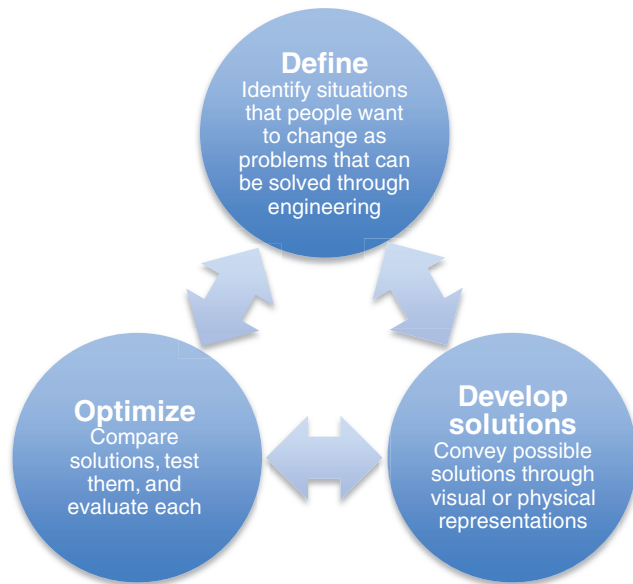 Define
Identify situations
that people want
to change as
problems that can
be solved through
engineering
Optimize
Compare
solutions, test
them, and
evaluate each
Develop
solutions
Convey possible
solutions through
visual or physical
representations